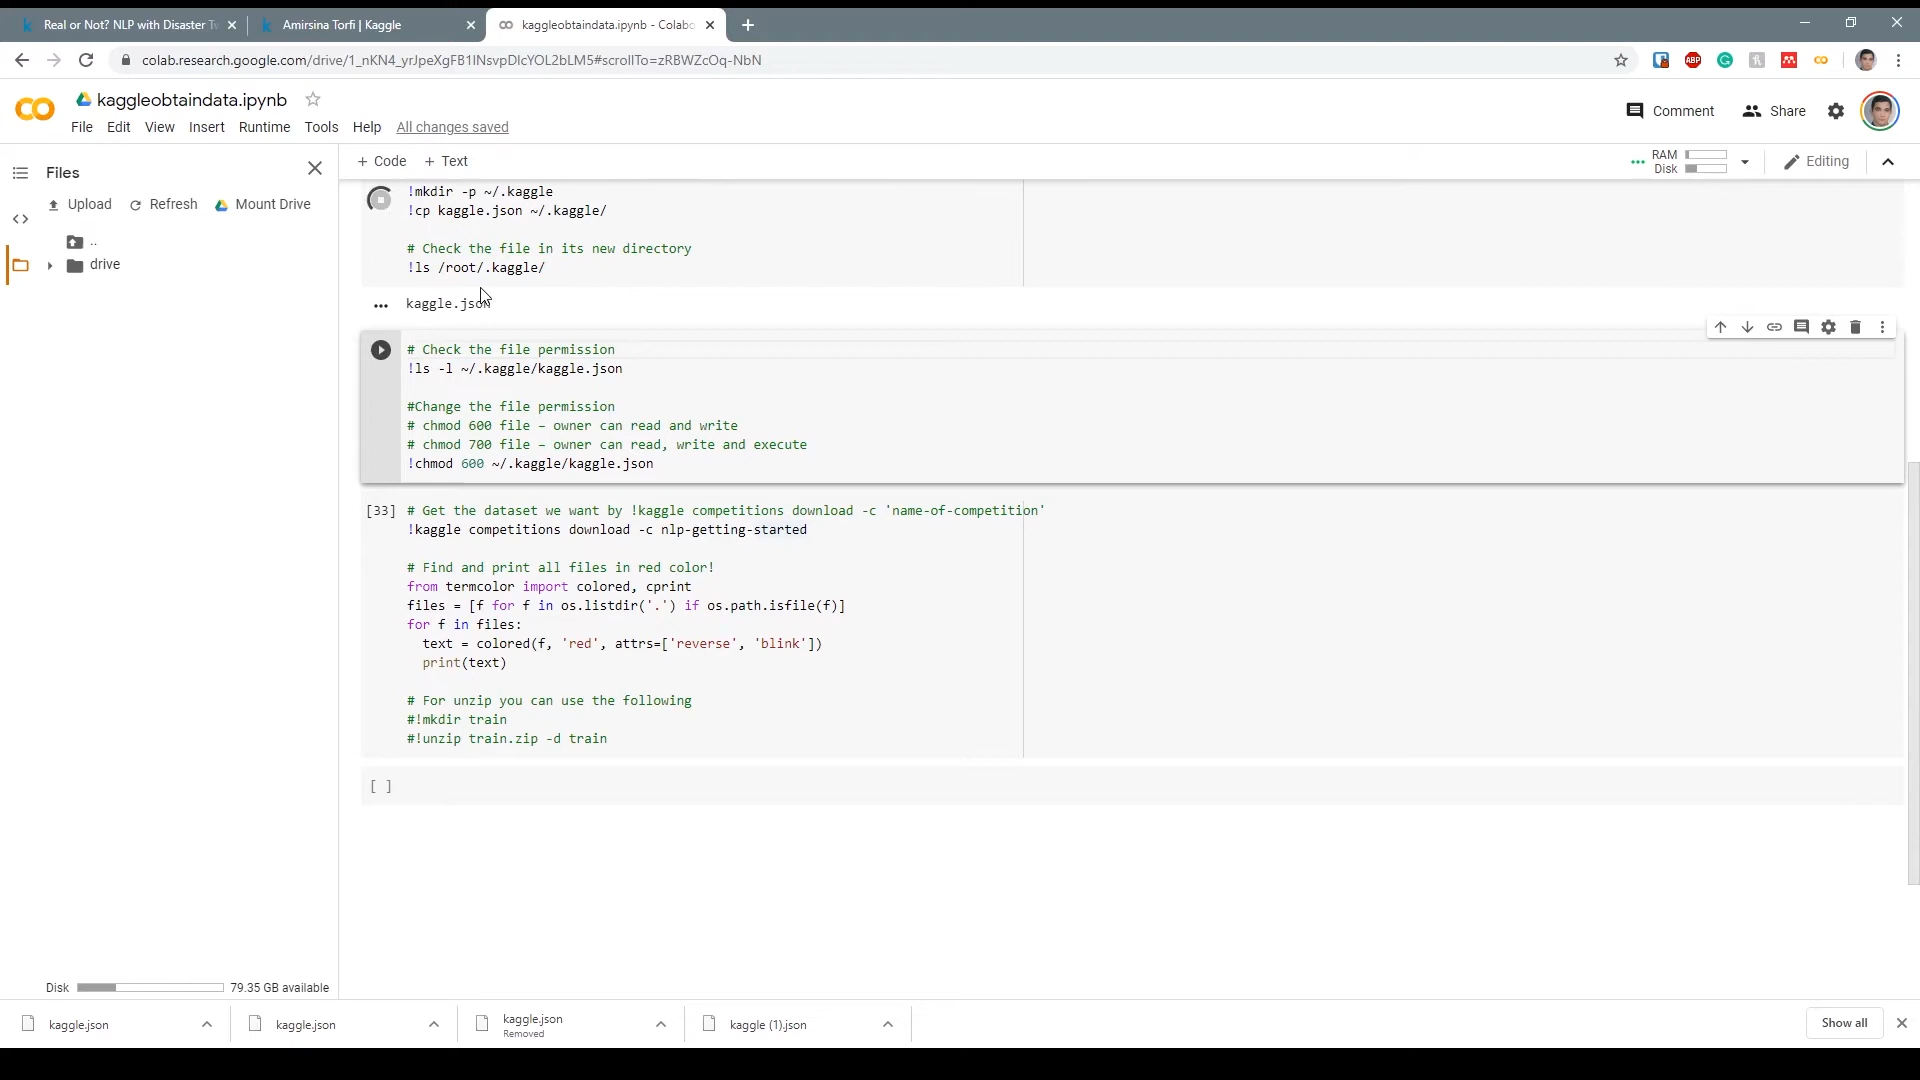 Real or Not? NLP with Disaster Tw
Amirsina Torfi | Kaggle
kaggleobtaindata.ipynb - Colabo
colab.research.google.com/drive/1_nKN4_yrJpeXgFB1INsvpDlcYOL2bLM5#scrollTo=zRBWZcOq-NbN
ABP
kaggleobtaindata.ipynb
Comment
Share
File Edit View Insert Runtime Tools Help All changes saved
Files
+ Code + Text
RAM
Disk
Editing
Upload Refresh Mount Drive
..
drive
!mkdir -p ~/.kaggle
!cp kaggle.json ~/.kaggle/
# Check the file in its new directory
!ls /root/.kaggle/
kaggle.json
# Check the file permission
!ls -l ~/.kaggle/kaggle.json
#Change the file permission
# chmod 600 file – owner can read and write
# chmod 700 file – owner can read, write and execute
!chmod 600 ~/.kaggle/kaggle.json
[33] # Get the dataset we want by !kaggle competitions download -c 'name-of-competition'
!kaggle competitions download -c nlp-getting-started
# Find and print all files in red color!
from termcolor import colored, cprint
files = [f for f in os.listdir('.') if os.path.isfile(f)]
for f in files:
text = colored(f, 'red', attrs=['reverse', 'blink'])
print(text)
# For unzip you can use the following
#!mkdir train
#!unzip train.zip -d train
[ ]
Disk 79.35 GB available
kaggle.json
kaggle.json
kaggle.json
Removed
kaggle (1).json
Show all